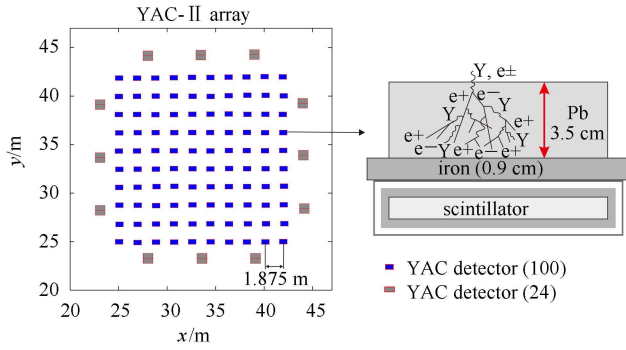 YAC-Ⅱ array
45
40
35
30
25
20
y/m
20 25 30 35 40 45
x/m
1.875 m
Y, e±
e+ e−
Y Y
e+ e+
e− Y e+ e− e+ Y
Pb
3.5 cm
iron (0.9 cm)
scintillator
YAC detector (100)
YAC detector (24)